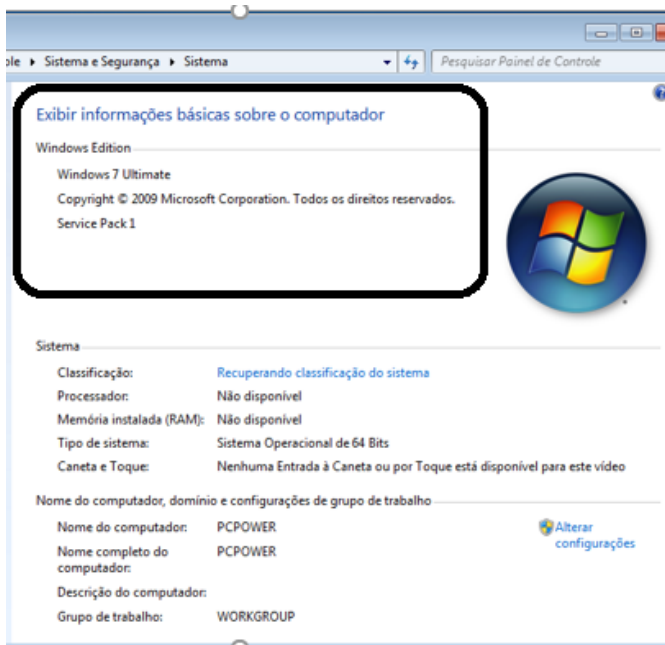 ole ▸ Sistema e Segurança ▸ Sistema Pesquisar Painel de Controle
Exibir informações básicas sobre o computador
Windows Edition
Windows 7 Ultimate
Copyright © 2009 Microsoft Corporation. Todos os direitos reservados.
Service Pack 1
Sistema
Classificação: Recuperando classificação do sistema
Processador: Não disponível
Memória instalada (RAM): Não disponível
Tipo de sistema: Sistema Operacional de 64 Bits
Caneta e Toque: Nenhuma Entrada à Caneta ou por Toque está disponível para este vídeo
Nome do computador, domínio e configurações de grupo de trabalho
Nome do computador: PCPOWER Alterar
configurações
Nome completo do PCPOWER
computador:
Descrição do computador:
Grupo de trabalho: WORKGROUP